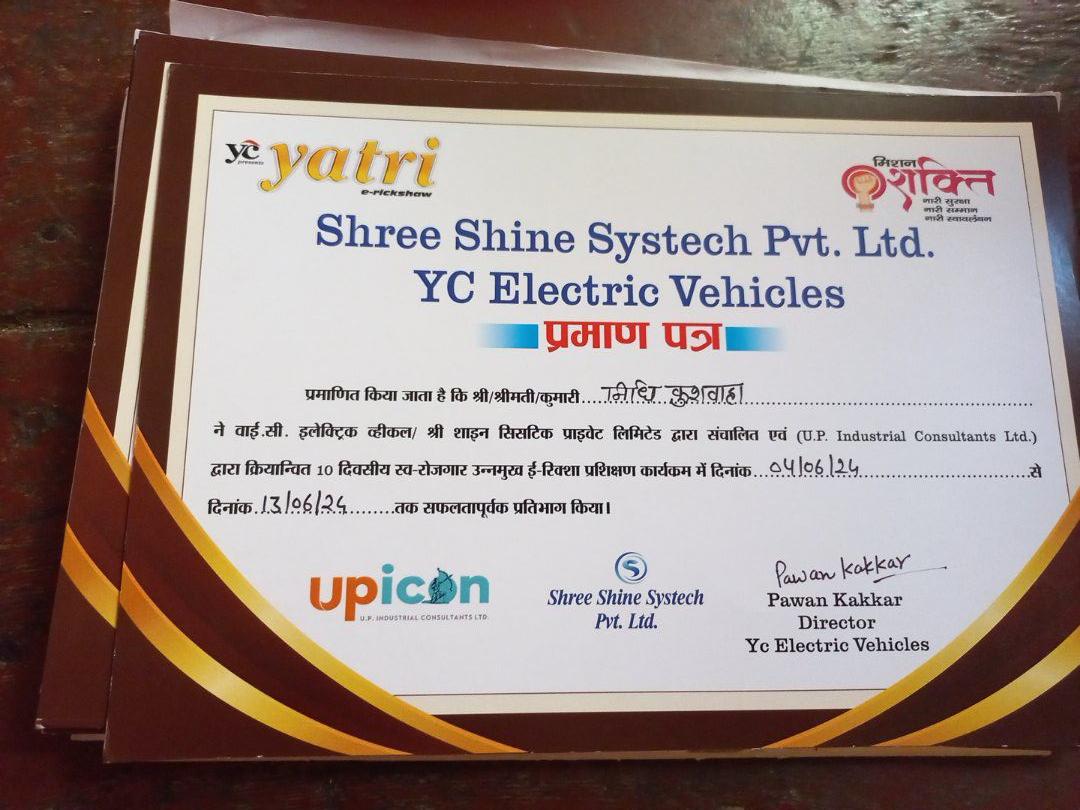 yc presents yatri e-rickshaw
मिशन शक्ति
नारी सुरक्षा
नारी सम्मान
नारी स्वावलंबन
Shree Shine Systech Pvt. Ltd.
YC Electric Vehicles
प्रमाण पत्र
प्रमाणित किया जाता है कि श्री/श्रीमती/कुमारी....निधि कुशवाहा....
ने वाई.सी. इलेक्ट्रिक व्हीकल/ श्री शाइन सिसटिक प्राइवेट लिमिटेड द्वारा संचालित एवं (U.P. Industrial Consultants Ltd.)
द्वारा क्रियान्वित 10 दिवसीय स्व-रोजगार उन्नमुख ई-रिक्शा प्रशिक्षण कार्यकम में दिनांक...04/06/24...से
दिनांक.13/06/24......तक सफलतापूर्वक प्रतिभाग किया।
upicon
U.P. INDUSTRIAL CONSULTANTS LTD.
S
Shree Shine Systech
Pvt. Ltd.
Pawan Kakkar
Pawan Kakkar
Director
Yc Electric Vehicles